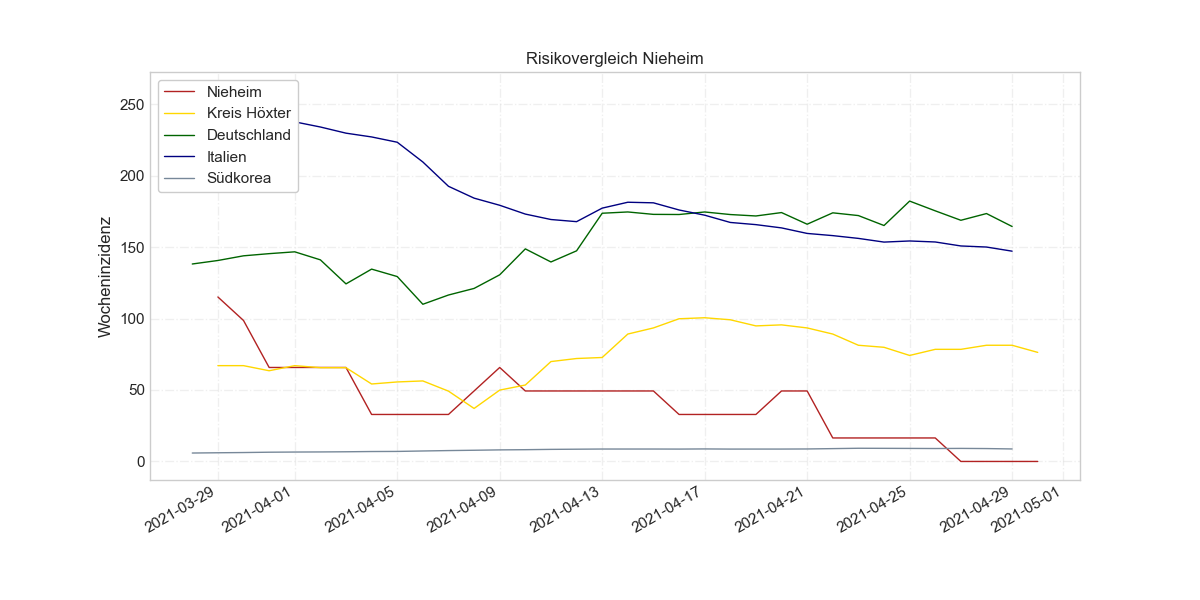 Risikovergleich Nieheim
Nieheim
Kreis Höxter
Deutschland
Italien
Südkorea
Wocheninzidenz
250
200
150
100
50
0
2021-03-29
2021-04-01
2021-04-05
2021-04-09
2021-04-13
2021-04-17
2021-04-21
2021-04-25
2021-04-29
2021-05-01